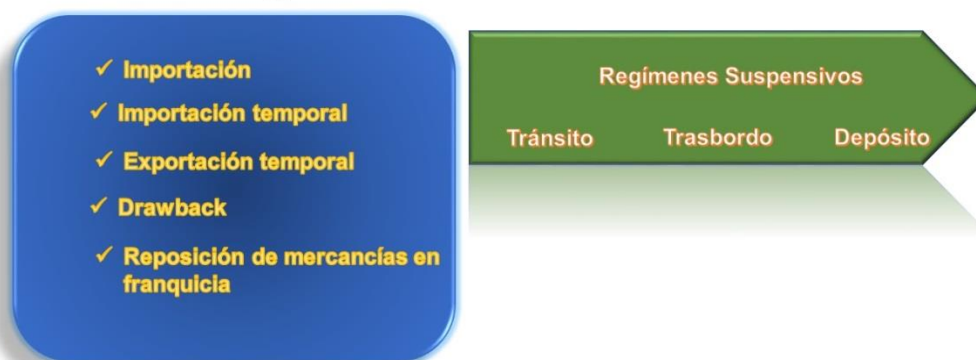 ✓ Importación
✓ Importación temporal
✓ Exportación temporal
✓ Drawback
✓ Reposición de mercancías en
franquicia
Regímenes Suspensivos
Tránsito Trasbordo Depósito